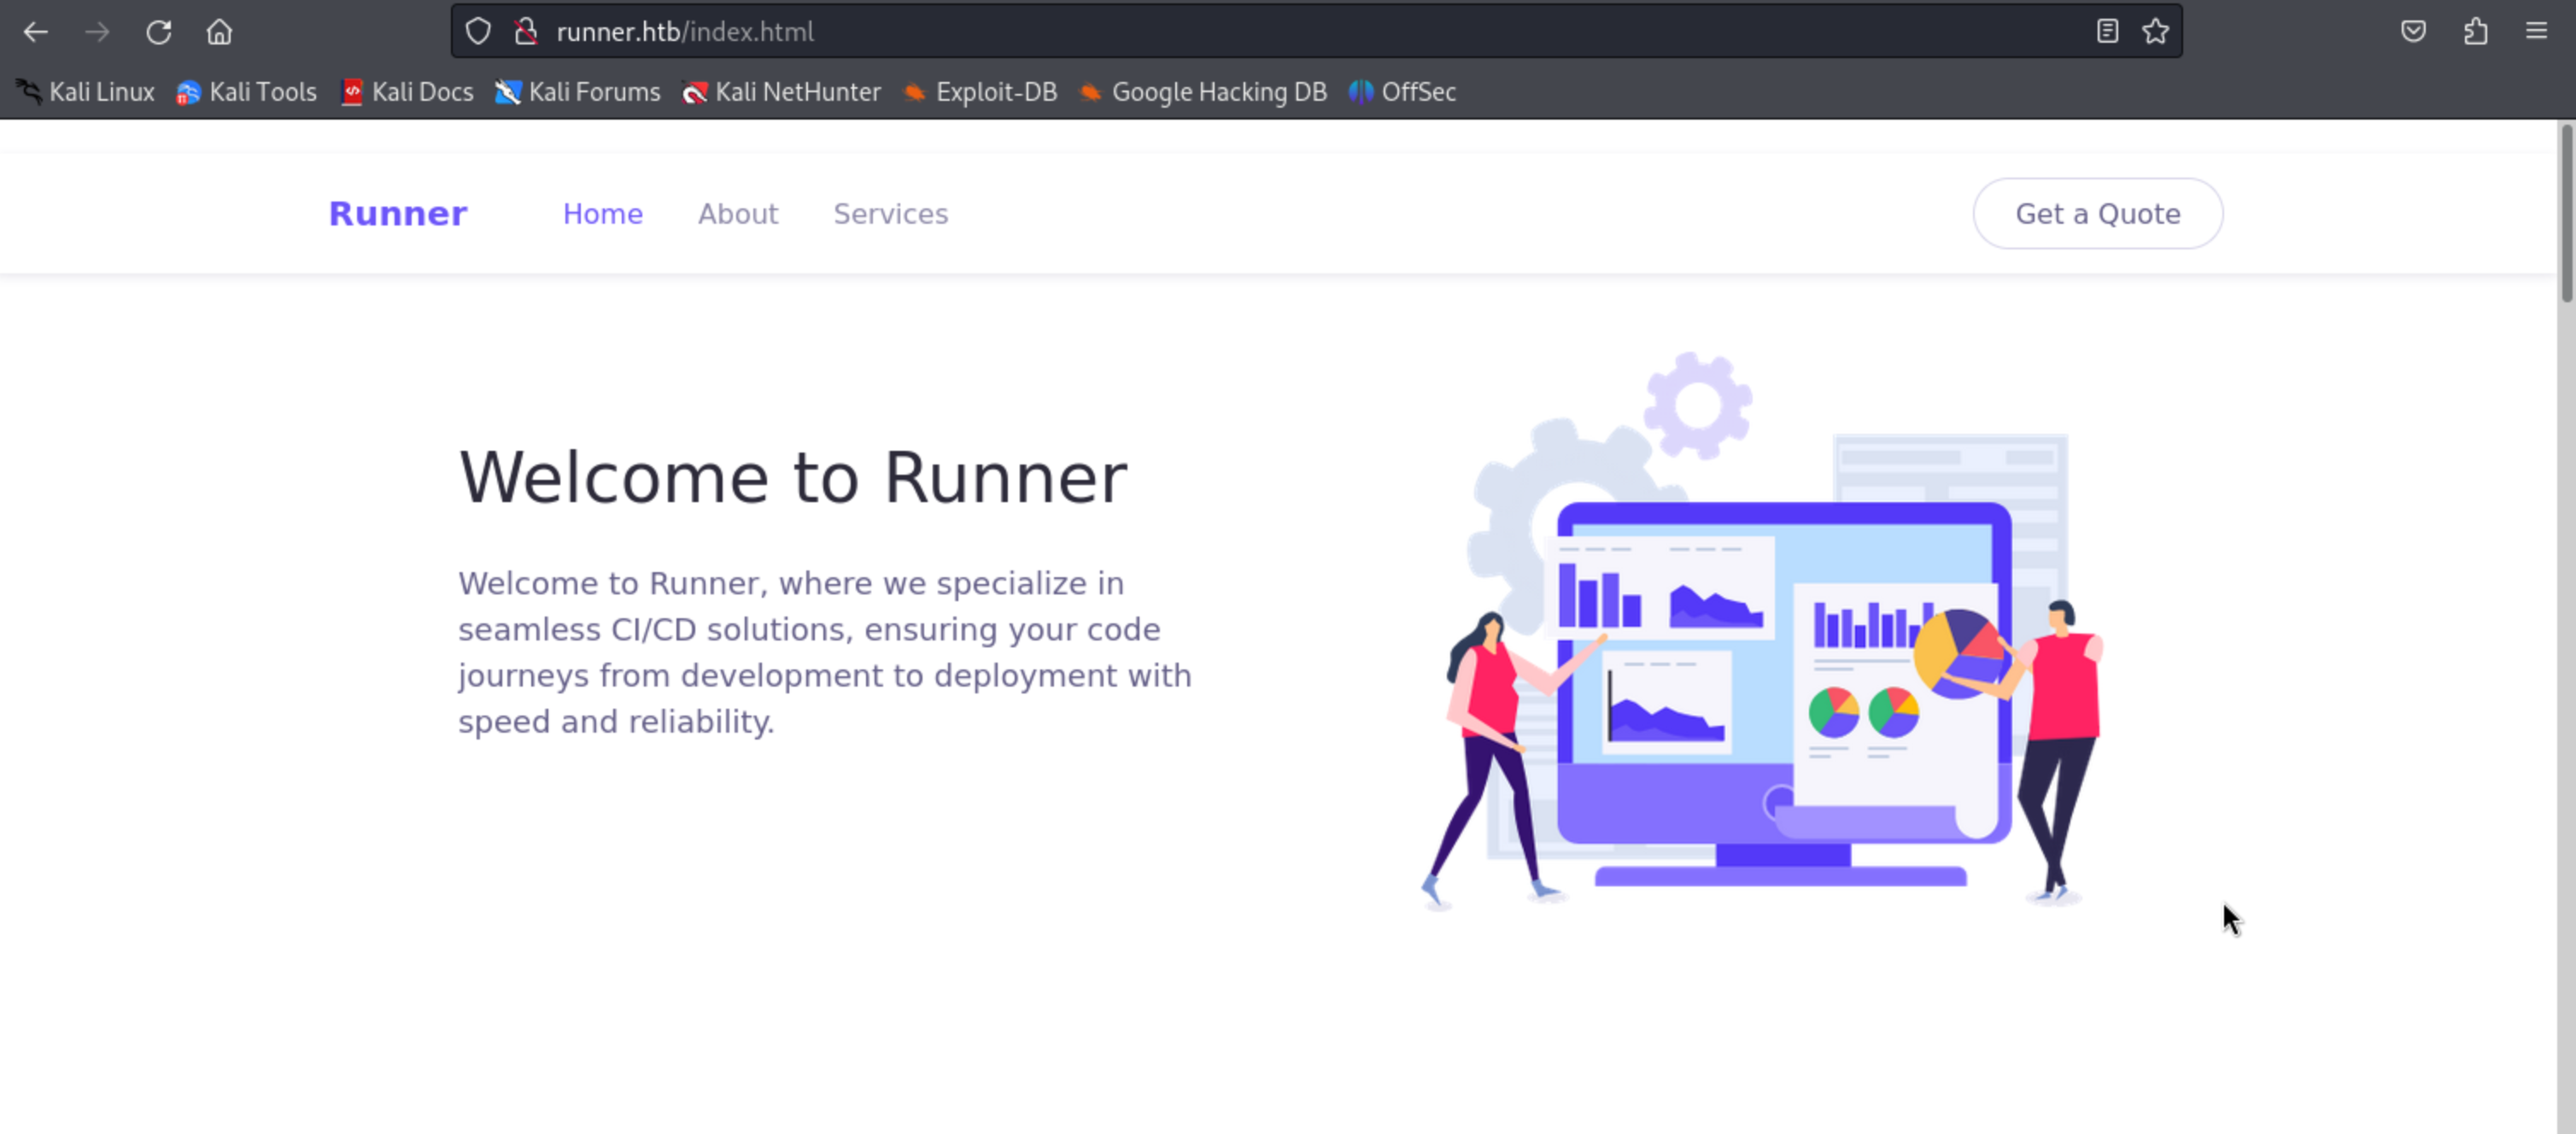 runner.htb/index.html
Kali Linux Kali Tools Kali Docs Kali Forums Kali NetHunter Exploit-DB Google Hacking DB OffSec
Runner Home About Services Get a Quote
Welcome to Runner
Welcome to Runner, where we specialize in
seamless CI/CD solutions, ensuring your code
journeys from development to deployment with
speed and reliability.